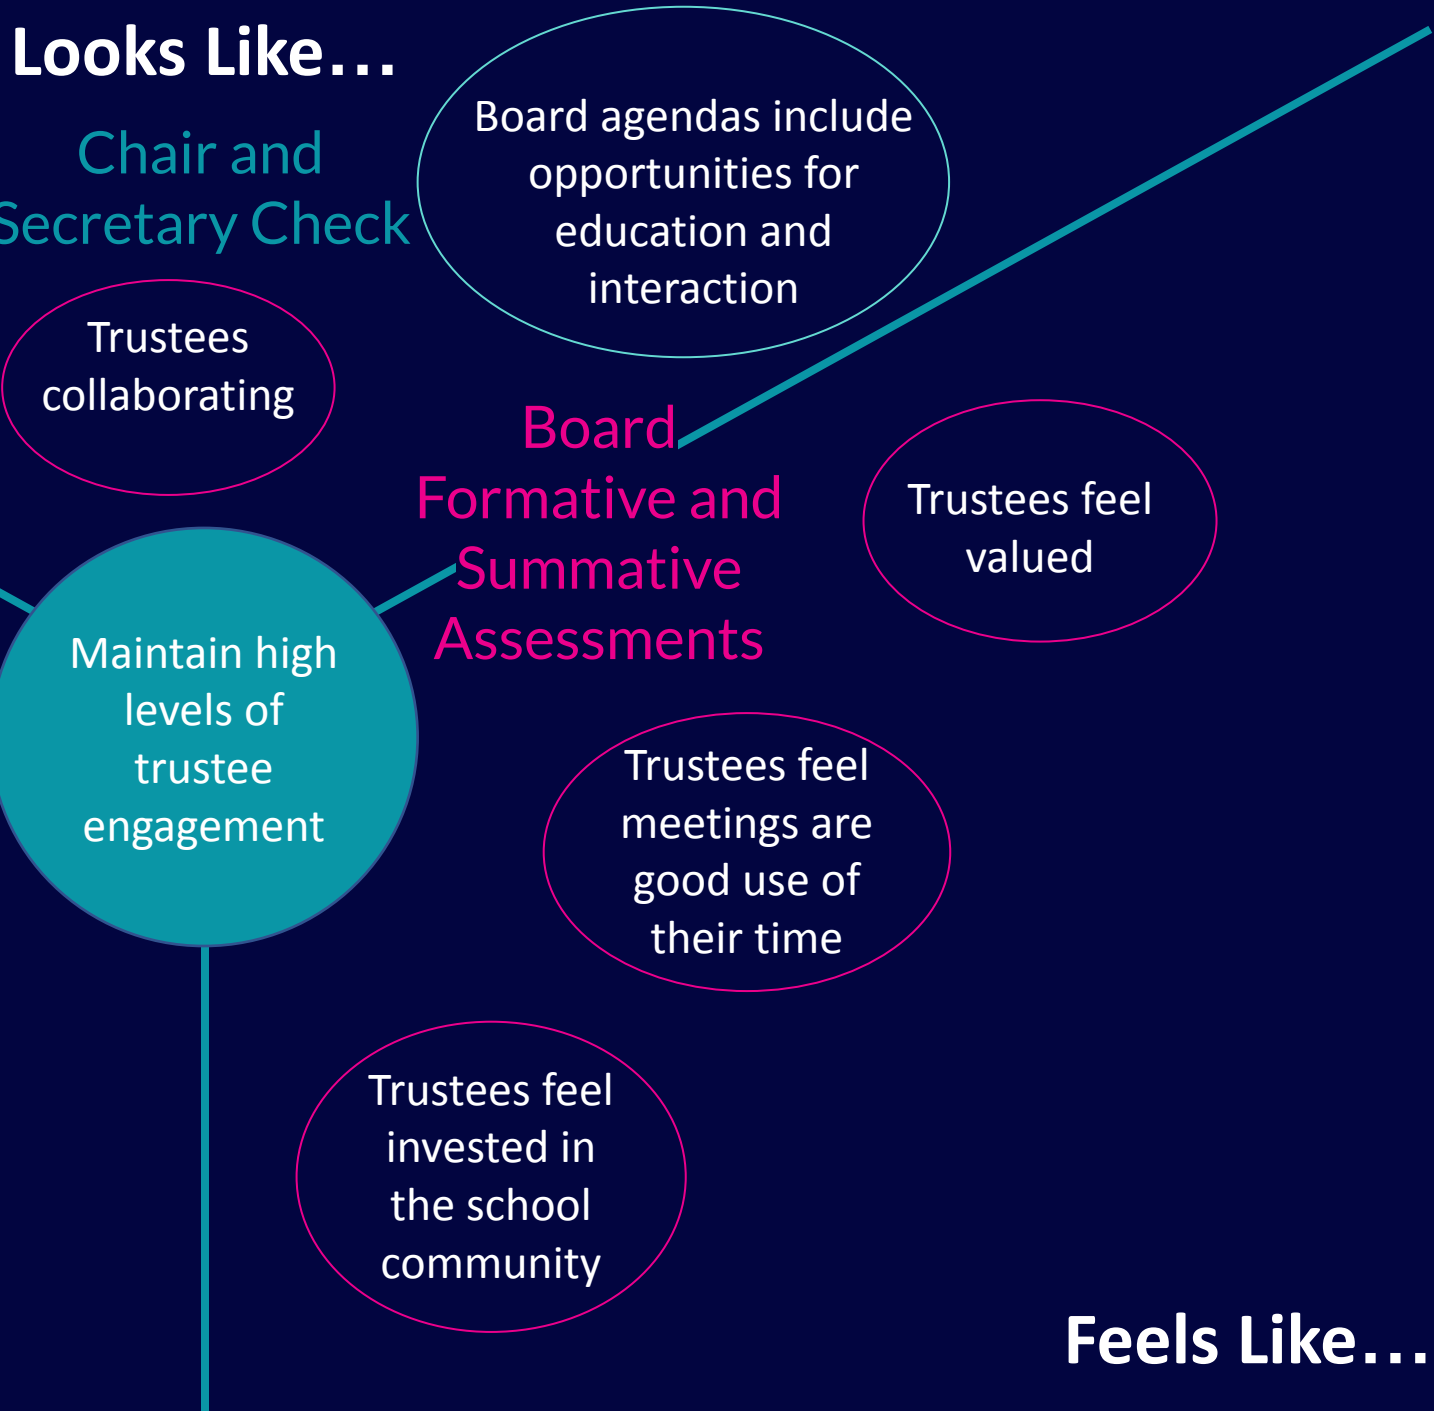 Looks Like...
Chair and
Secretary Check
Board agendas include
opportunities for
education and
interaction
Trustees
collaborating
Board
Formative and
Summative
Assessments
Trustees feel
valued
Maintain high
levels of
trustee
engagement
Trustees feel
meetings are
good use of
their time
Trustees feel
invested in
the school
community
Feels Like...